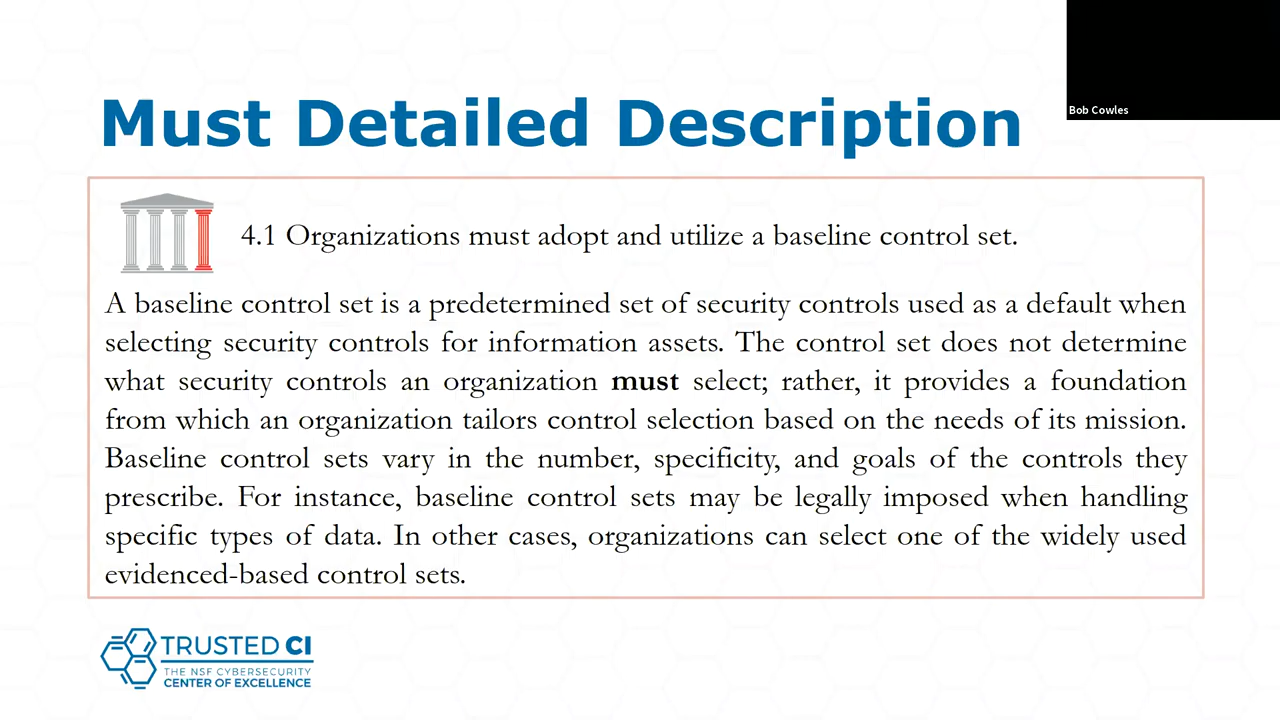 Bob Cowles
Must Detailed Description
4.1 Organizations must adopt and utilize a baseline control set.
A baseline control set is a predetermined set of security controls used as a default when
selecting security controls for information assets. The control set does not determine
what security controls an organization must select; rather, it provides a foundation
from which an organization tailors control selection based on the needs of its mission.
Baseline control sets vary in the number, specificity, and goals of the controls they
prescribe. For instance, baseline control sets may be legally imposed when handling
specific types of data. In other cases, organizations can select one of the widely used
evidenced-based control sets.
TRUSTED CI
THE NSF CYBERSECURITY
CENTER OF EXCELLENCE